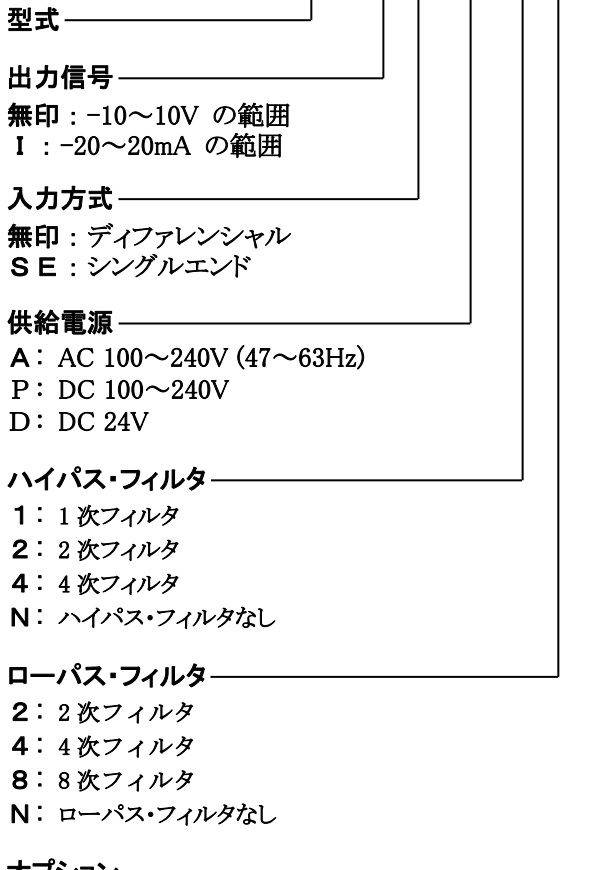 型式
出力信号
無印：-10～10V の範囲
I ：-20～20mA の範囲
入力方式
無印：ディファレンシャル
SE：シングルエンド
供給電源
A： AC 100～240V (47～63Hz)
P： DC 100～240V
D： DC 24V
ハイパス・フィルタ
1： 1次フィルタ
2： 2次フィルタ
4： 4次フィルタ
N： ハイパス・フィルタなし
ローパス・フィルタ
2： 2次フィルタ
4： 4次フィルタ
8： 8次フィルタ
N： ローパス・フィルタなし
オプション